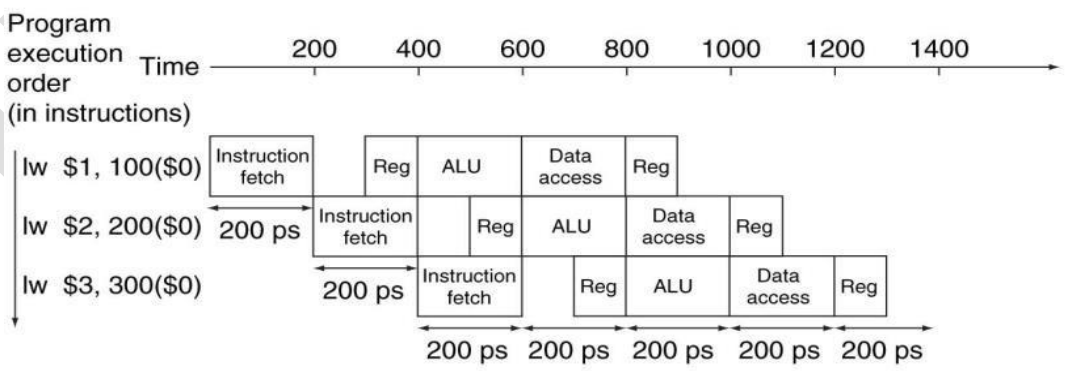 Program
execution
order
(in instructions)
Time
200 400 600 800 1000 1200 1400
lw $1, 100($0)
Instruction
fetch
Reg
ALU
Data
access
Reg
200 ps
lw $2, 200($0)
Instruction
fetch
Reg
ALU
Data
access
Reg
200 ps
lw $3, 300($0)
Instruction
fetch
Reg
ALU
Data
access
Reg
200 ps 200 ps 200 ps 200 ps 200 ps